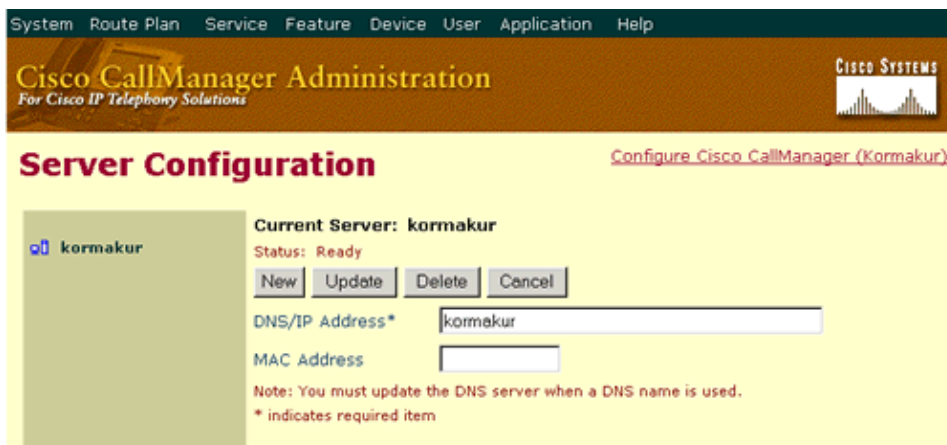 System Route Plan Service Feature Device User Application Help
Cisco CallManager Administration
For Cisco IP Telephony Solutions
CISCO SYSTEMS
Server Configuration
Configure Cisco CallManager (Kormakur)
kormakur
Current Server: kormakur
Status: Ready
New Update Delete Cancel
DNS/IP Address* kormakur
MAC Address
Note: You must update the DNS server when a DNS name is used.
* indicates required item